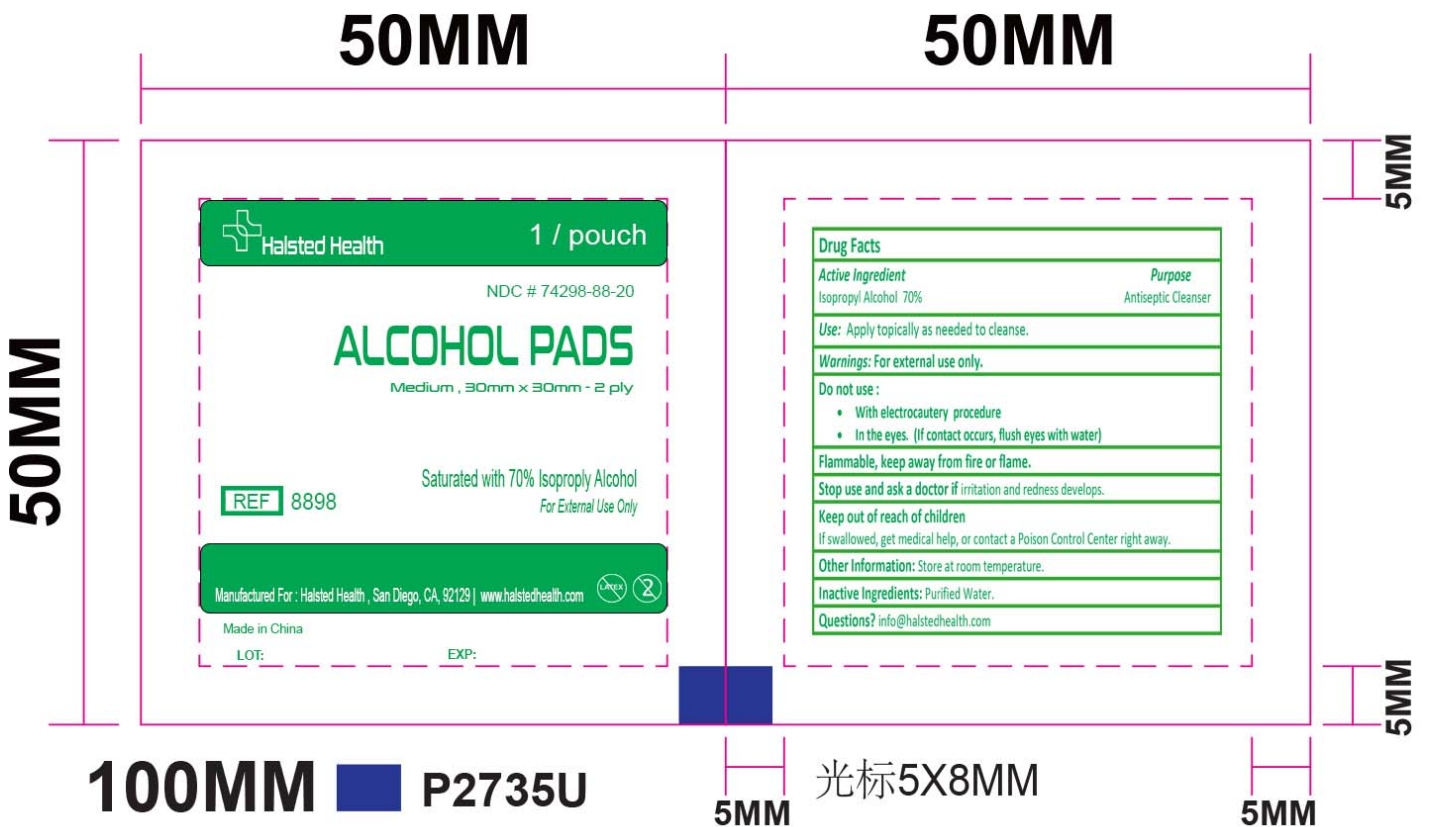 50MM 50MM
5MM
50MM
Halsted Health 1 / pouch
NDC # 74298-88-20
ALCOHOL PADS
Medium , 30mm x 30mm - 2 ply
Saturated with 70% Isoproply Alcohol
REF 8898
For External Use Only
Manufactured For : Halsted Health , San Diego, CA, 92129 | www.halstedhealth.com LATEX 2
Made in China
LOT: EXP:
Drug Facts
Active Ingredient Purpose
Isopropyl Alcohol 70% Antiseptic Cleanser
Use: Apply topically as needed to cleanse.
Warnings: For external use only.
Do not use :
• With electrocautery procedure
• In the eyes. (If contact occurs, flush eyes with water)
Flammable, keep away from fire or flame.
Stop use and ask a doctor if irritation and redness develops.
Keep out of reach of children
If swallowed, get medical help, or contact a Poison Control Center right away.
Other Information: Store at room temperature.
Inactive Ingredients: Purified Water.
Questions? info@halstedhealth.com
5MM
100MM P2735U
5MM
光标5X8MM
5MM